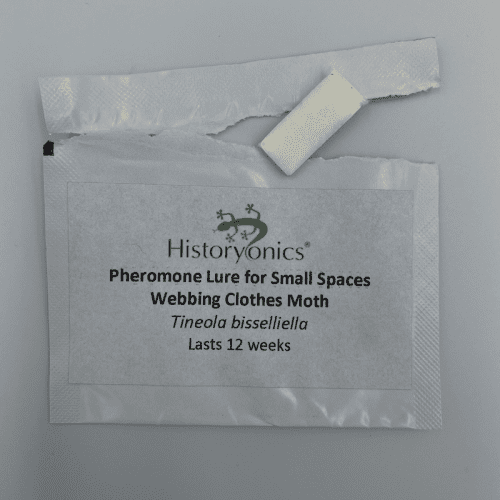 Historyonics®
Pheromone Lure for Small Spaces
Webbing Clothes Moth
Tineola bisselliella
Lasts 12 weeks